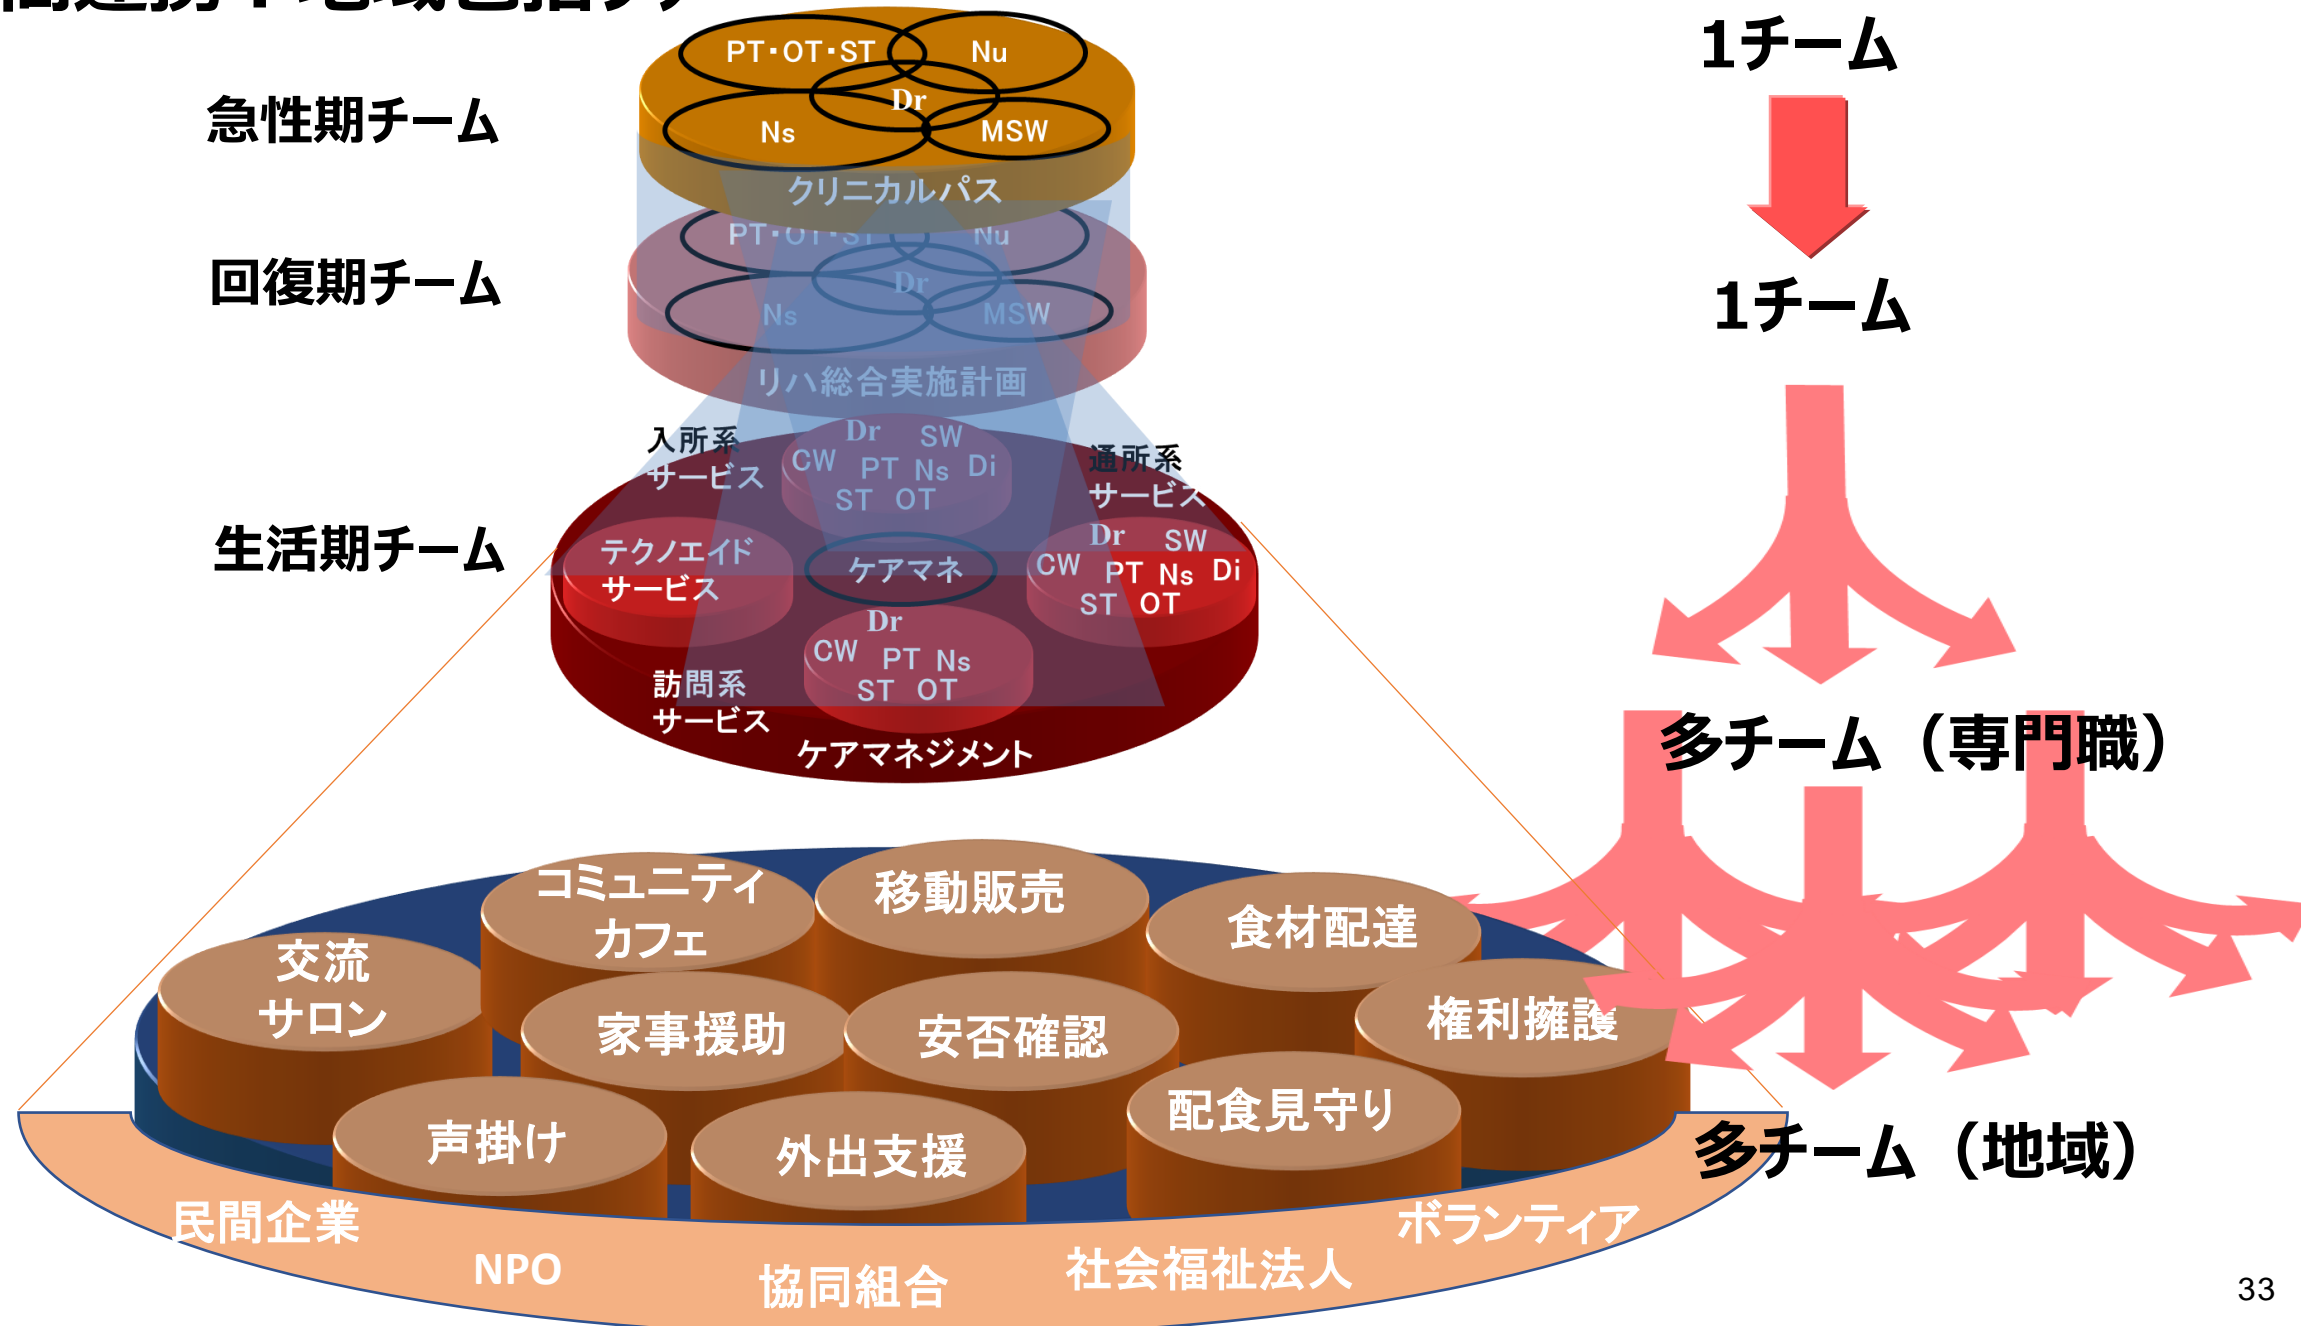 急性期チーム
PT・OT・ST
Nu
Dr
Ns
MSW
クリニカルパス
回復期チーム
PT・OT・ST
Nu
Dr
Ns
MSW
リハ総合実施計画
生活期チーム
入所系
サービス
Dr SW
CW PT Ns Di
ST OT
通所系
サービス
Dr SW
CW PT Ns Di
ST OT
テクノエイド
サービス
ケアマネ
訪問系
サービス
Dr
CW PT Ns
ST OT
ケアマネジメント
コミュニティ
カフェ
移動販売
食材配達
交流
サロン
家事援助
安否確認
権利擁護
声掛け
外出支援
配食見守り
民間企業
NPO
協同組合
社会福祉法人
ボランティア
1チーム
1チーム
多チーム（専門職）
多チーム（地域）
33